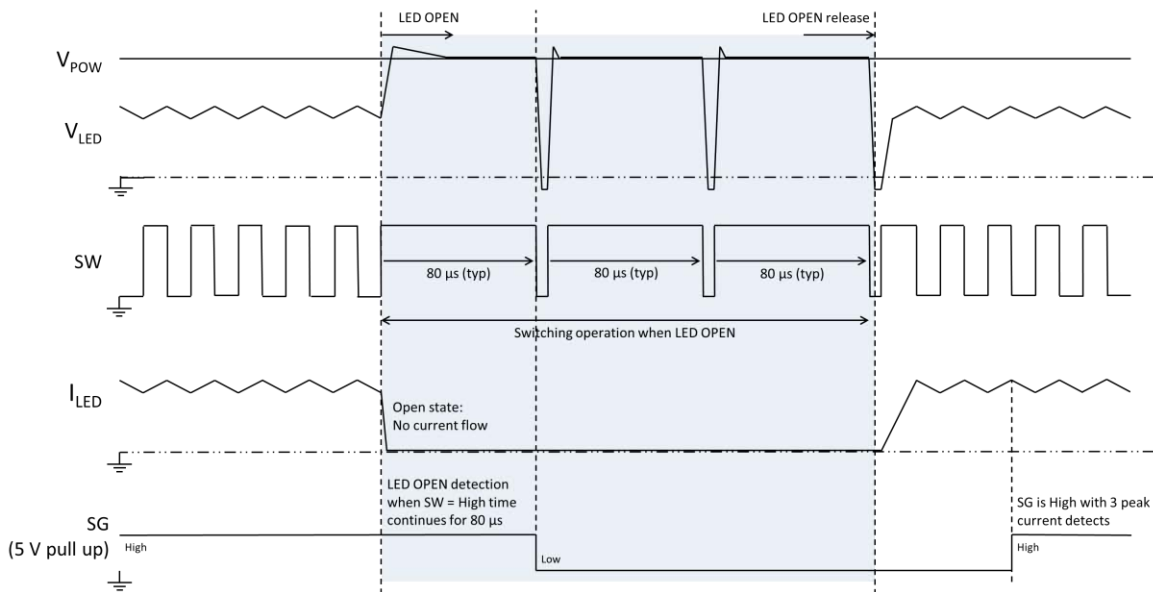 LED OPEN
LED OPEN release
VPOW
VLED
SW
80 µs (typ)
80 µs (typ)
80 µs (typ)
Switching operation when LED OPEN
ILED
Open state:
No current flow
LED OPEN detection
when SW = High time
continues for 80 µs
SG is High with 3 peak
current detects
SG
(5 V pull up)
High
Low
High